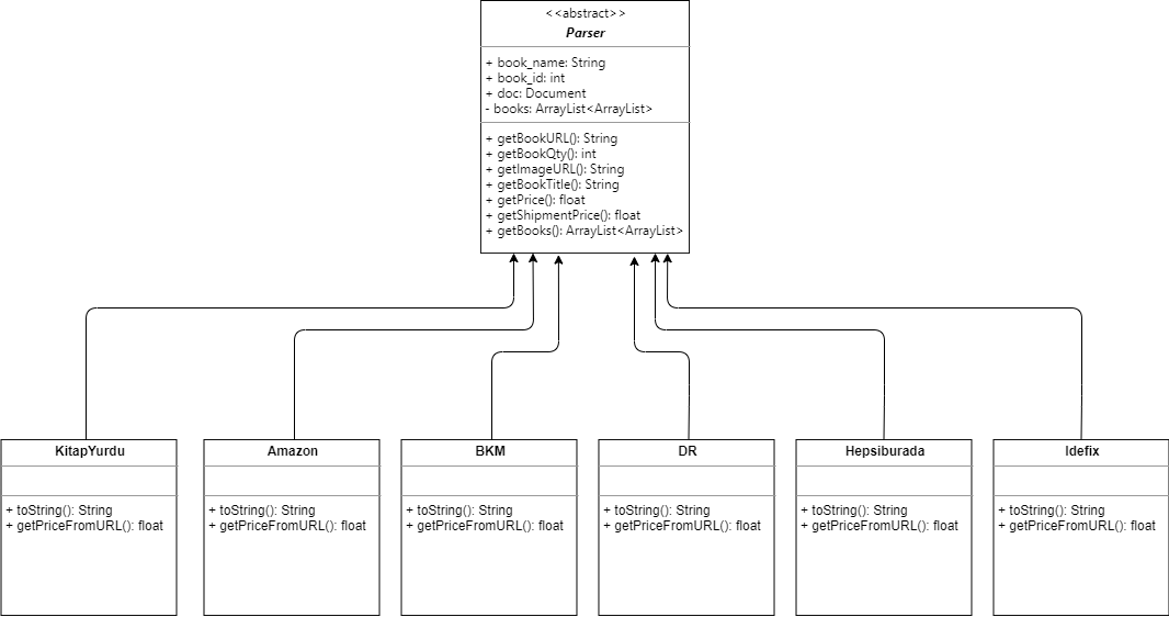 <<abstract>>
Parser
+ book_name: String
+ book_id: int
+ doc: Document
- books: ArrayList<ArrayList>
+ getBookURL(): String
+ getBookQty(): int
+ getImageURL(): String
+ getBookTitle(): String
+ getPrice(): float
+ getShipmentPrice(): float
+ getBooks(): ArrayList<ArrayList>
KitapYurdu
+ toString(): String
+ getPriceFromURL(): float
Amazon
+ toString(): String
+ getPriceFromURL(): float
BKM
+ toString(): String
+ getPriceFromURL(): float
DR
+ toString(): String
+ getPriceFromURL(): float
Hepsiburada
+ toString(): String
+ getPriceFromURL(): float
Idefix
+ toString(): String
+ getPriceFromURL(): float